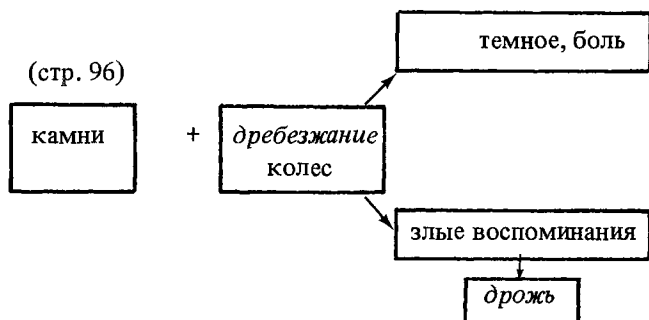 темное, боль
(стр. 96)
камни + дребезжание
колес
злые воспоминания
дрожь